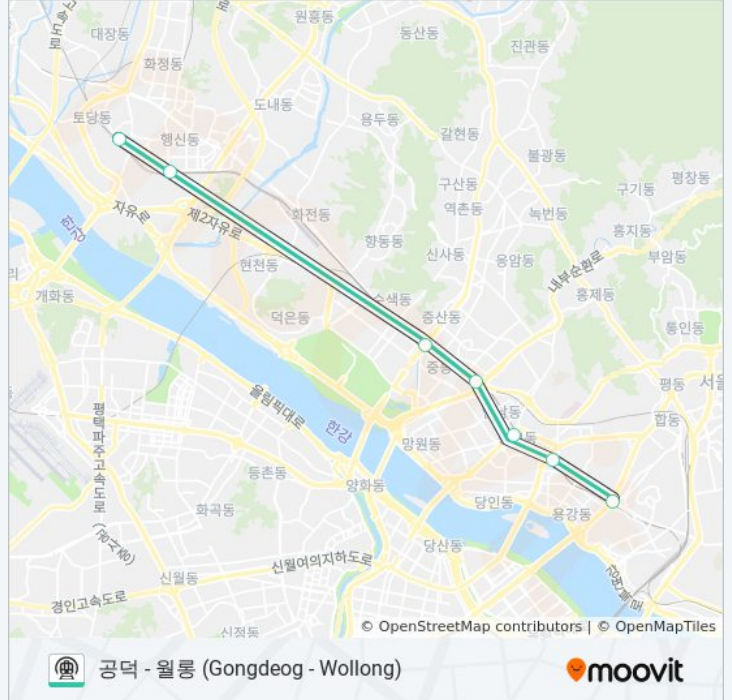 원흥동
대장동
동산동
진관동
화정동
도내동
토당동
용두동
행신동
갈현동
불광동
구산동
평창동
구기동
자유로
제2자유로
화전동
역촌동
녹번동
홍지동
한강
향동동
신사동
응암동
내부순환로
부암동
현천동
개화동
수색동
홍제동
덕은동
증산동
통인동
평동
서울
올림픽대로
한강
망원동
합동
평택파주고속도로
등촌동
양화동
당인동
용강동
화곡동
당산동
신월여의지하도로
신월동
강변북로
경인고속도로
신정동
© OpenStreetMap contributors | © OpenMapTiles
공덕 - 월롱 (Gongdeog - Wollong)
moovit